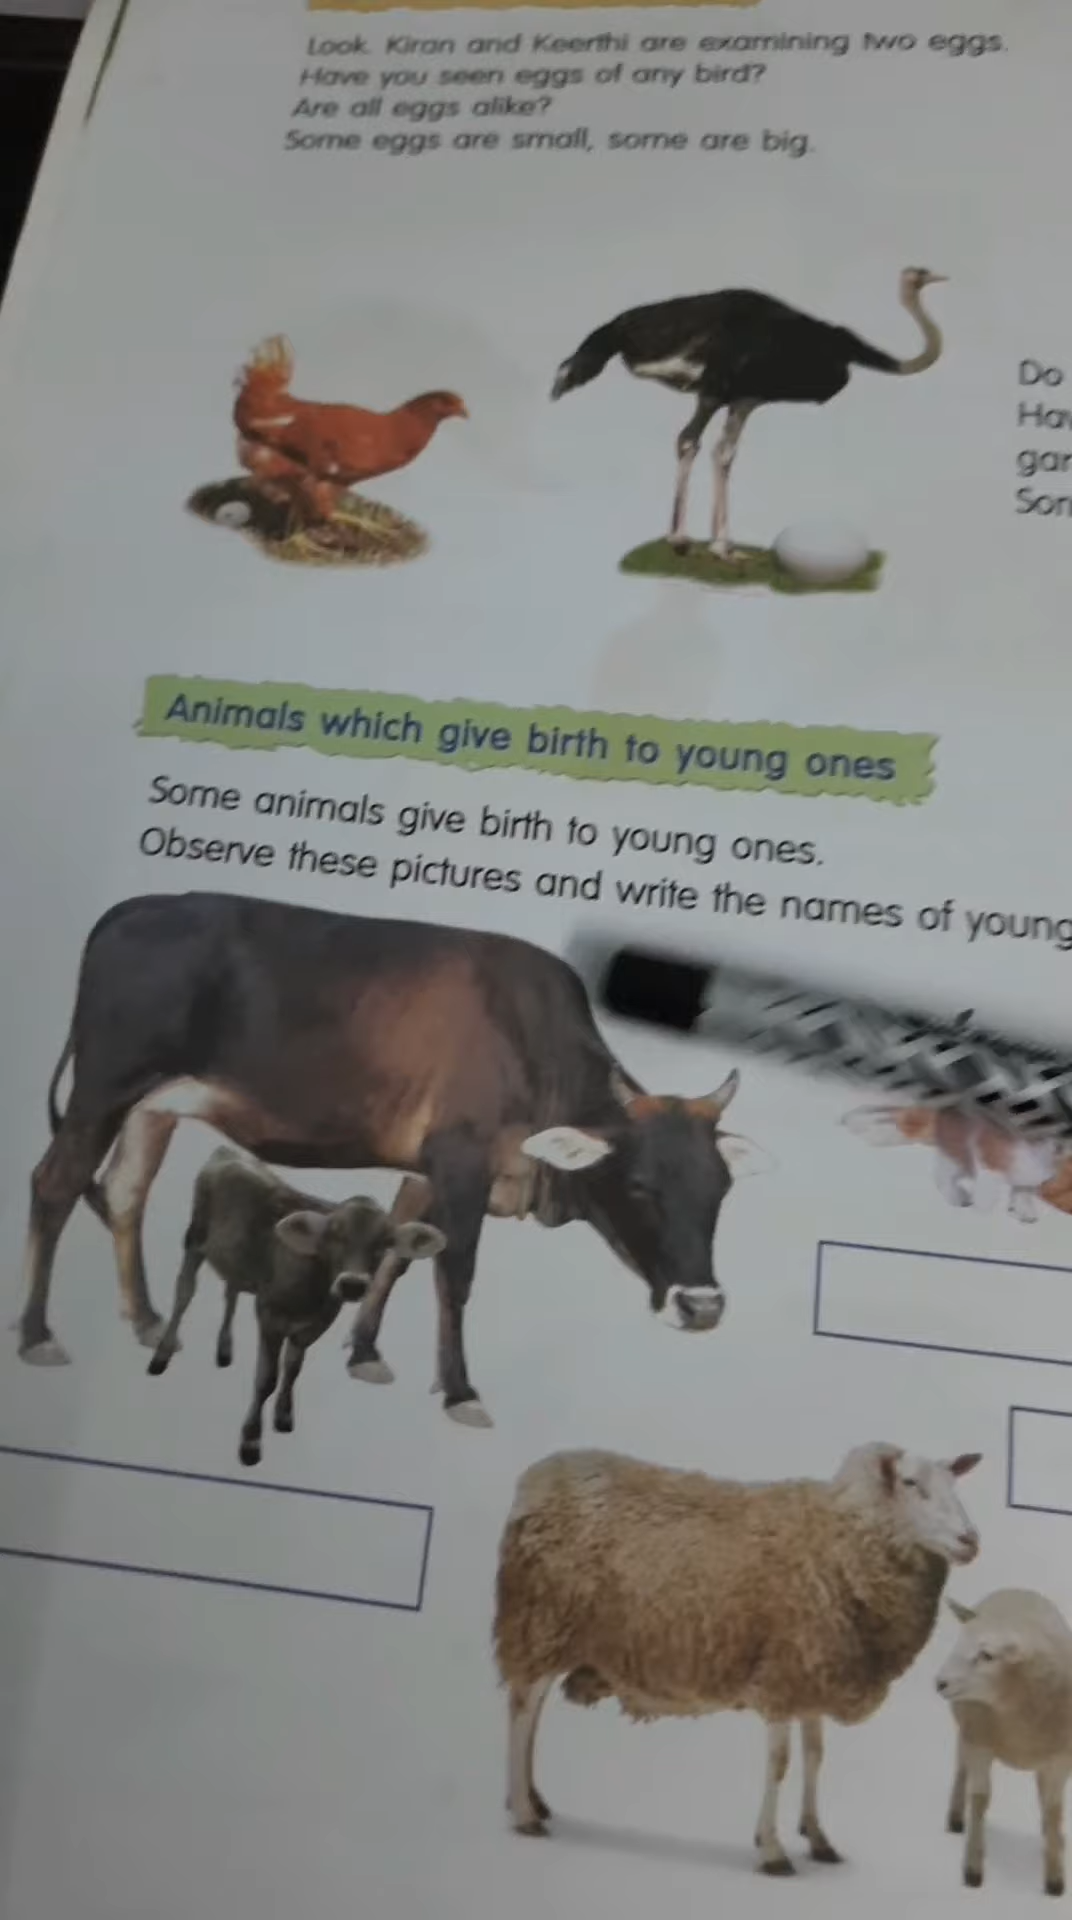 Look. Kiran and Keerthi are examining two eggs.
Have you seen eggs of any bird?
Are all eggs alike?
Some eggs are small, some are big.
Do
Animals which give birth to young ones
Some animals give birth to young ones.
Observe these pictures and write the names of young